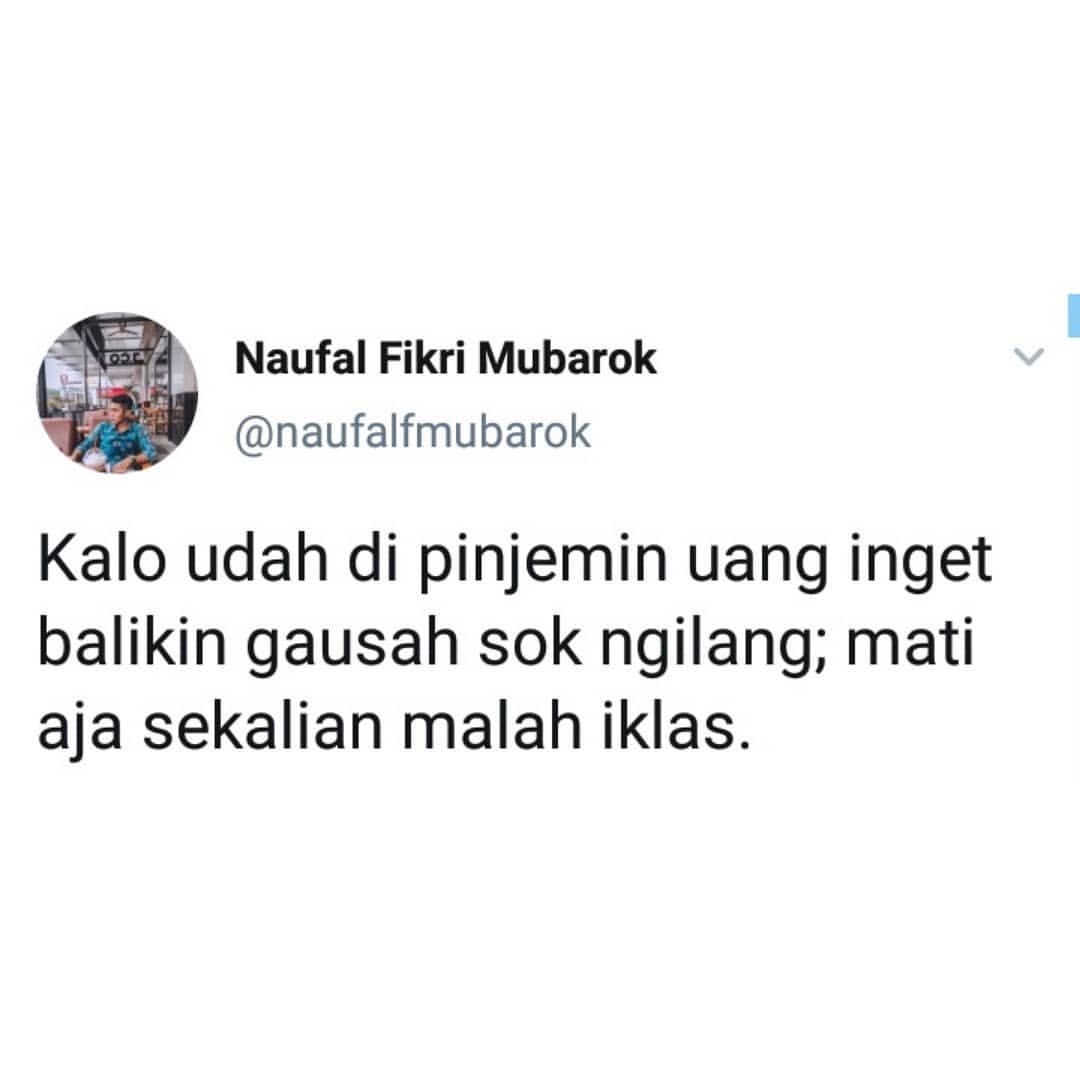 Naufal Fikri Mubarok
@naufalfmubarok
Kalo udah di pinjemin uang inget
balikin gausah sok ngilang; mati
aja sekalian malah iklas.